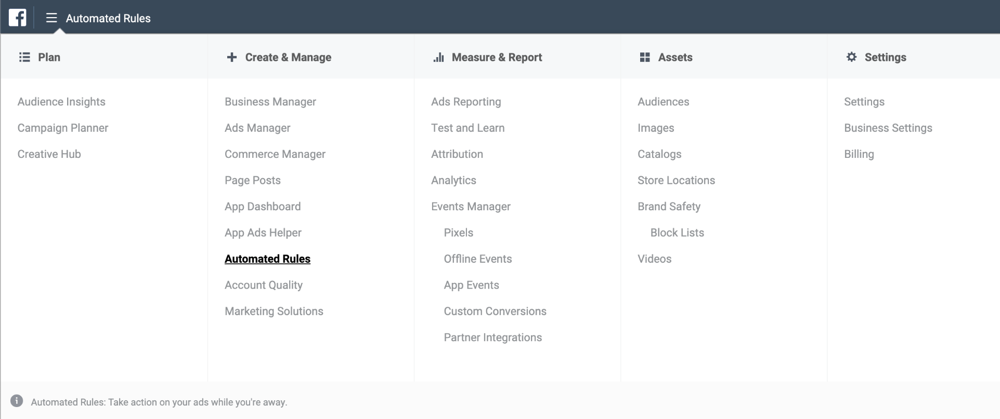 Automated Rules
Plan
Audience Insights
Campaign Planner
Creative Hub
Create & Manage
Business Manager
Ads Manager
Commerce Manager
Page Posts
App Dashboard
App Ads Helper
Automated Rules
Account Quality
Marketing Solutions
Measure & Report
Ads Reporting
Test and Learn
Attribution
Analytics
Events Manager
Pixels
Offline Events
App Events
Custom Conversions
Partner Integrations
Assets
Audiences
Images
Catalogs
Store Locations
Brand Safety
Block Lists
Videos
Settings
Settings
Business Settings
Billing
Automated Rules: Take action on your ads while you're away.